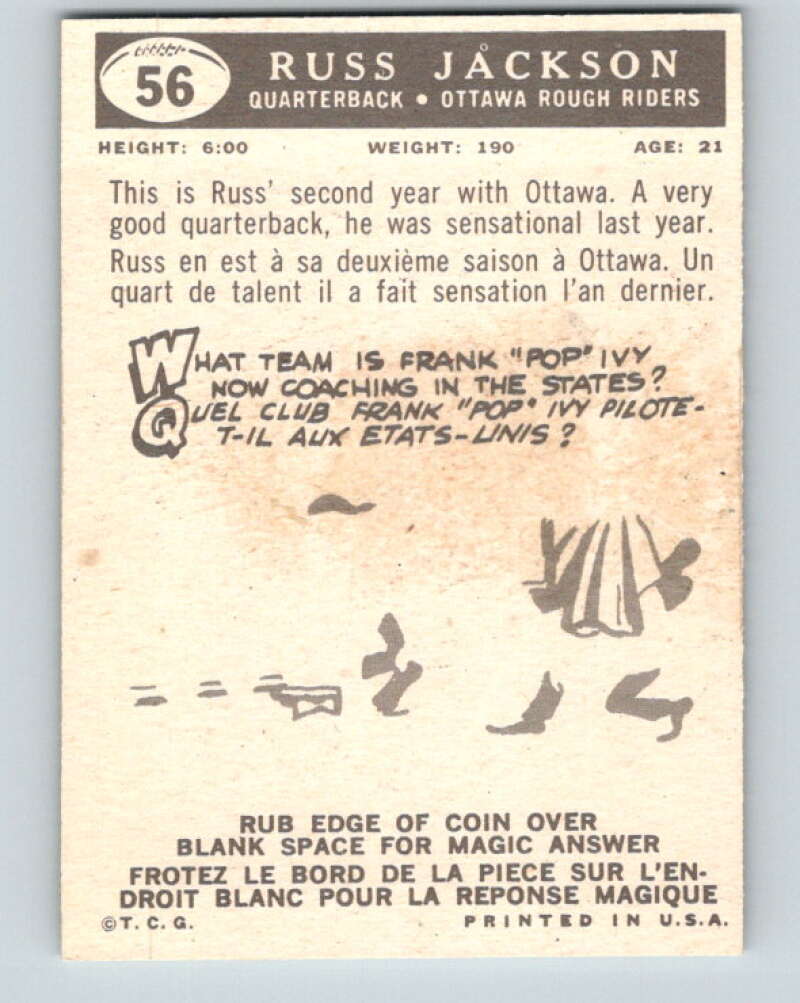 56
RUSS JACKSON
QUARTERBACK • OTTAWA ROUGH RIDERS
HEIGHT: 6:00 WEIGHT: 190 AGE: 21
This is Russ' second year with Ottawa. A very
good quarterback, he was sensational last year.
Russ en est à sa deuxième saison à Ottawa. Un
quart de talent il a fait sensation l'an dernier.
WHAT TEAM IS FRANK "POP" IVY
NOW COACHING IN THE STATES?
QUEL CLUB FRANK "POP" IVY PILOTE-
T-IL AUX ETATS-UNIS?
RUB EDGE OF COIN OVER
BLANK SPACE FOR MAGIC ANSWER
FROTEZ LE BORD DE LA PIECE SUR L'EN-
DROIT BLANC POUR LA REPONSE MAGIQUE
©T. C. G. PRINTED IN U.S.A.